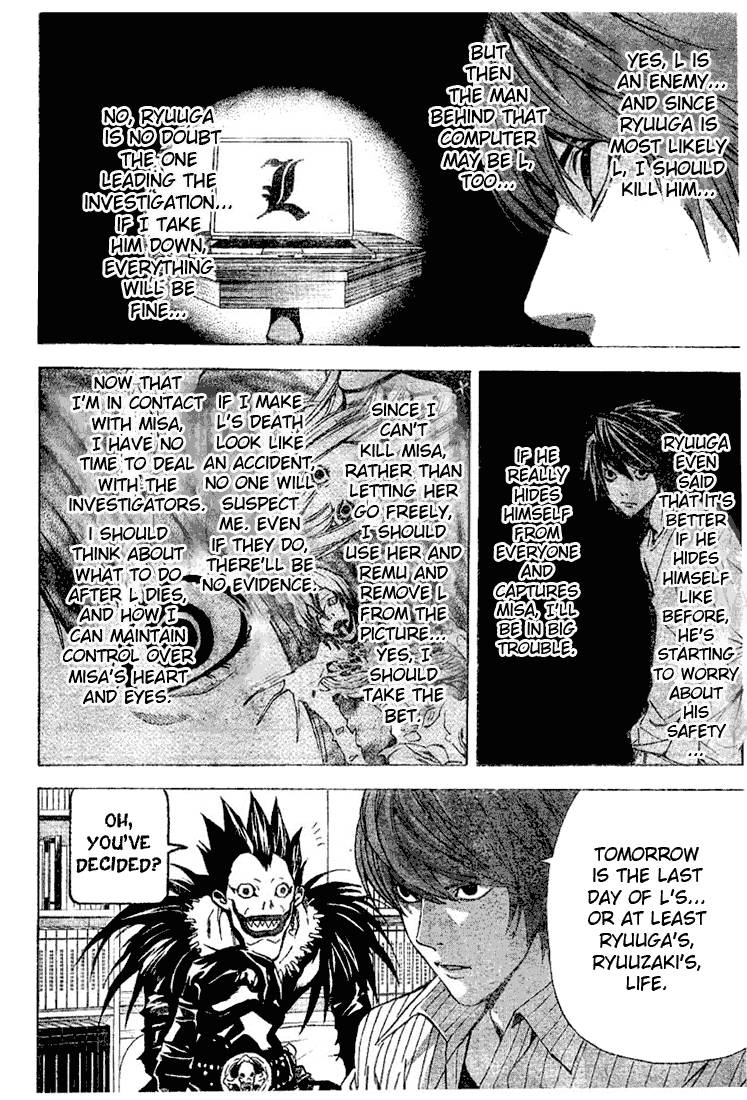 YES, L IS
AN ENEMY...
AND SINCE
RYUUGA IS
MOST LIKELY
L, I SHOULD
KILL HIM...
BUT
THEN
THE MAN
BEHIND THAT
COMPUTER
MAY BE L,
TOO...
L
NO, RYUUGA
IS NO DOUBT
THE ONE
LEADING THE
INVESTIGATION...
IF I TAKE
HIM DOWN,
EVERYTHING
WILL BE
FINE...
RYUUGA
EVEN
SAID
THAT IT'S
BETTER
IF HE
HIDES
HIMSELF
LIKE
BEFORE,
HE'S
STARTING
TO WORRY
ABOUT
HIS
SAFETY
...
IF HE
REALLY
HIDES
HIMSELF
FROM
EVERYONE
AND
CAPTURES
MISA, I'LL
BE IN BIG
TROUBLE.
SINCE I
CAN'T
KILL MISA,
RATHER THAN
LETTING HER
GO FREELY,
I SHOULD
USE HER AND
REMU AND
REMOVE L
FROM THE
PICTURE...
YES, I
SHOULD
TAKE THE
BET.
IF I MAKE
L'S DEATH
LOOK LIKE
AN ACCIDENT,
NO ONE WILL
SUSPECT
ME. EVEN
IF THEY DO,
THERE'LL BE
NO EVIDENCE.
NOW THAT
I'M IN CONTACT
WITH MISA,
I HAVE NO
TIME TO DEAL
WITH THE
INVESTIGATORS.
I SHOULD
THINK ABOUT
WHAT TO DO
AFTER L DIES,
AND HOW I
CAN MAINTAIN
CONTROL OVER
MISA'S HEART
AND EYES.
TOMORROW
IS THE LAST
DAY OF L'S...
OR AT LEAST
RYUUGA'S,
RYUUZAKI'S,
LIFE.
OH,
YOU'VE
DECIDED?